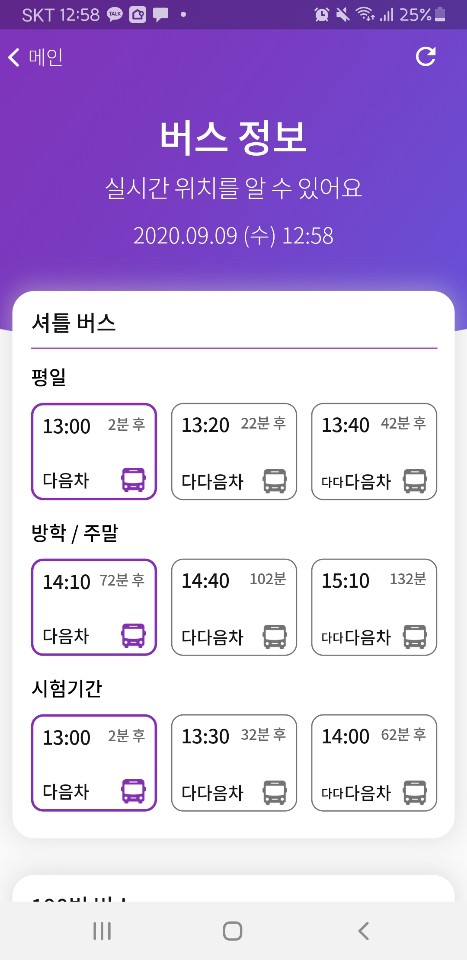 SKT 12:58 TALK 25%
메인
버스 정보
실시간 위치를 알 수 있어요
2020.09.09 (수) 12:58
셔틀 버스
평일
13:00 2분 후 13:20 22분 후 13:40 42분 후
다음차 다다음차 다다다음차
방학 / 주말
14:10 72분 후 14:40 102분 15:10 132분
다음차 다다음차 다다다음차
시험기간
13:00 2분 후 13:30 32분 후 14:00 62분 후
다음차 다다음차 다다다음차